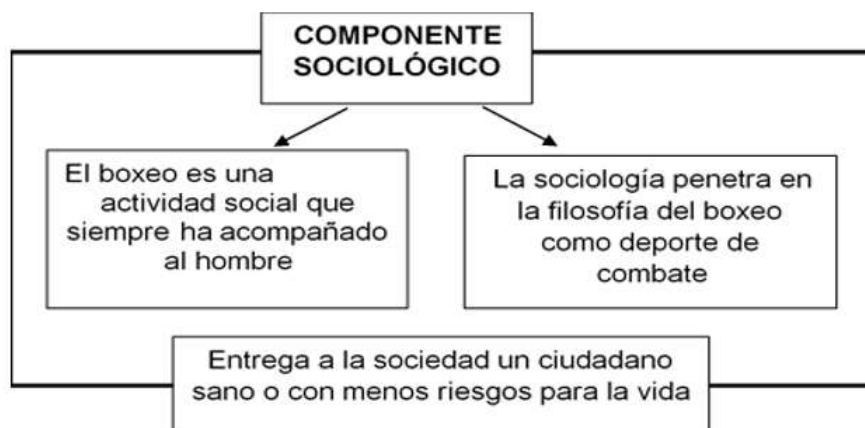 COMPONENTE
SOCIOLÓGICO
El boxeo es una
actividad social que
siempre ha acompañado
al hombre
La sociología penetra en
la filosofía del boxeo
como deporte de
combate
Entrega a la sociedad un ciudadano
sano o con menos riesgos para la vida